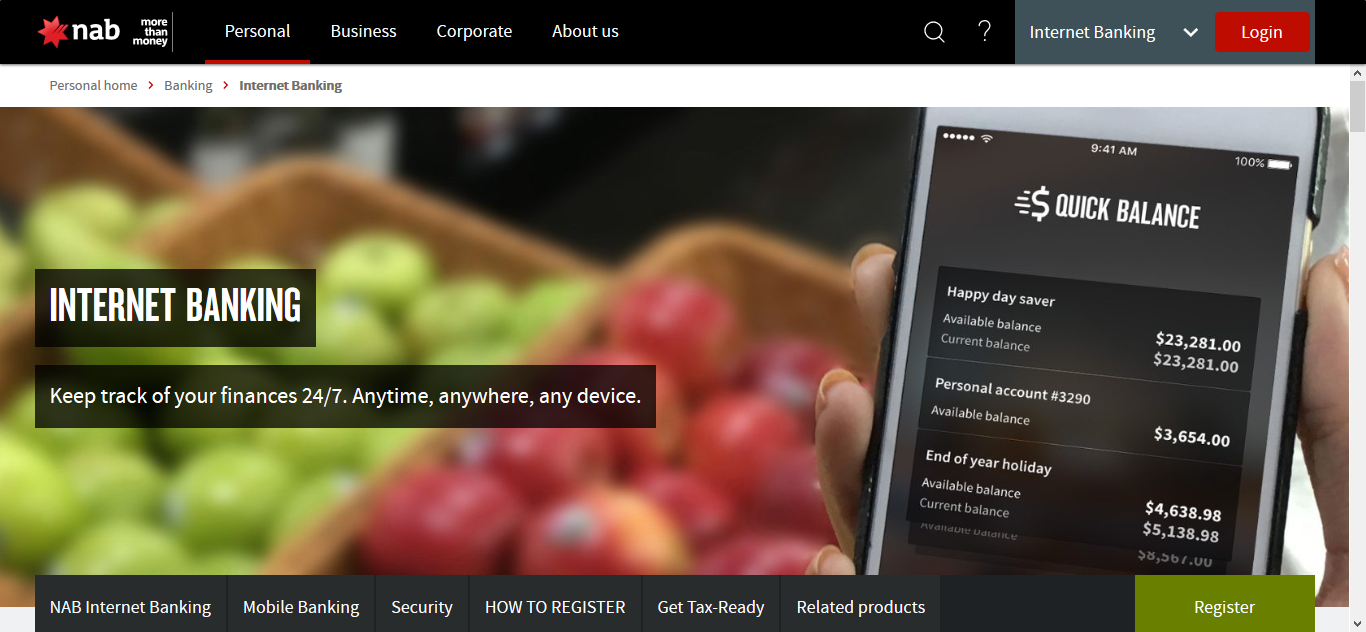 nab
more
than
money
Personal
Business
Corporate
About us
?
Internet Banking
Login
Personal home > Banking > Internet Banking
9:41 AM
100%
$ QUICK BALANCE
INTERNET BANKING
Keep track of your finances 24/7. Anytime, anywhere, any device.
Happy day saver
Available balance $23,281.00
Current balance $23,281.00
Personal account #3290
Available balance $3,654.00
End of year holiday
Available balance $4,638.98
Current balance $5,138.98
Available balance $8,567.00
NAB Internet Banking
Mobile Banking
Security
HOW TO REGISTER
Get Tax-Ready
Related products
Register